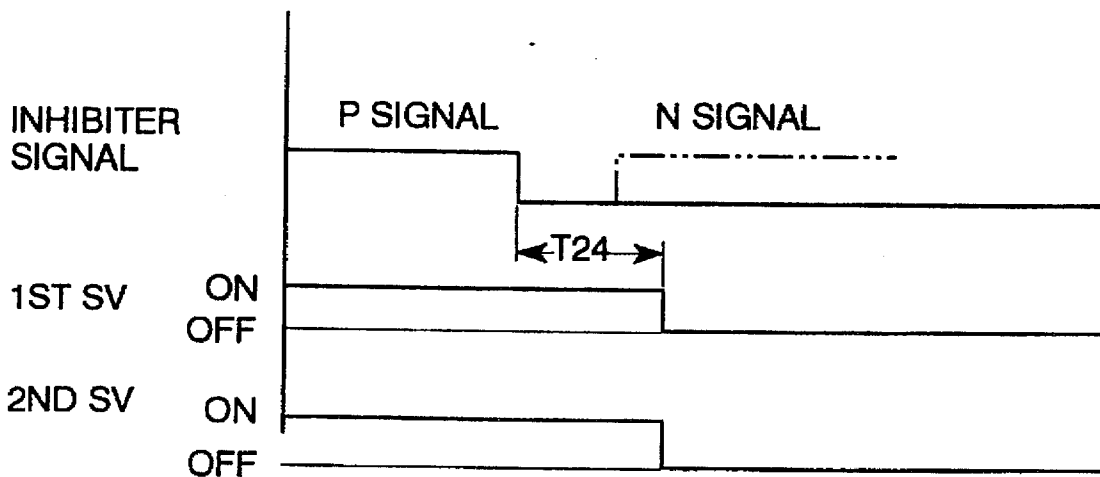 P SIGNAL N SIGNAL
INHIBITER
SIGNAL
T24
1ST SV ON
OFF
2ND SV ON
OFF